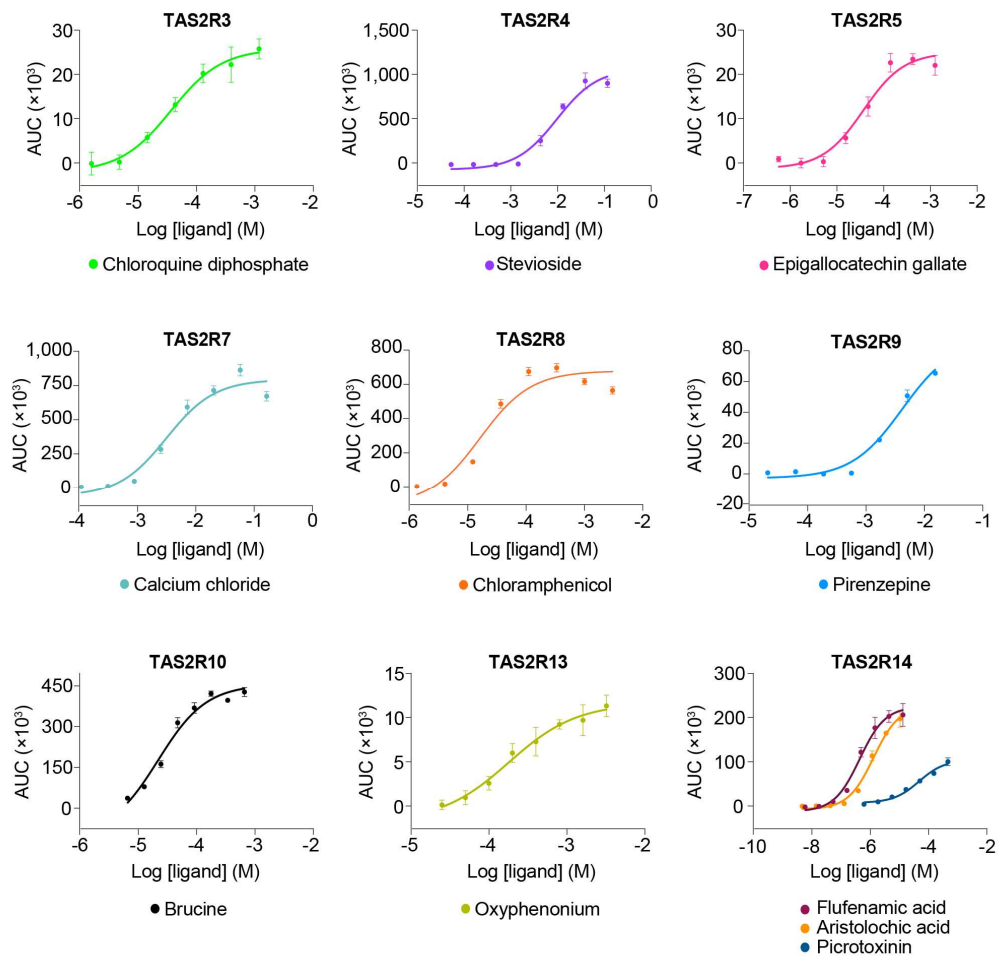 TAS2R3
AUC (×10³)
30
20
10
0
-6
-5
-4
-3
-2
Log [ligand] (M)
Chloroquine diphosphate
TAS2R4
AUC (×10³)
1,500
1,000
500
0
-5
-4
-3
-2
-1
0
Log [ligand] (M)
Stevioside
TAS2R5
AUC (×10³)
30
20
10
0
-7
-6
-5
-4
-3
-2
Log [ligand] (M)
Epigallocatechin gallate
TAS2R7
AUC (×10³)
1,000
750
500
250
0
-4
-3
-2
-1
0
Log [ligand] (M)
Calcium chloride
TAS2R8
AUC (×10³)
800
600
400
200
0
-6
-5
-4
-3
-2
Log [ligand] (M)
Chloramphenicol
TAS2R9
AUC (×10³)
80
60
40
20
0
-20
-5
-4
-3
-2
-1
Log [ligand] (M)
Pirenzepine
TAS2R10
AUC (×10³)
450
300
150
0
-6
-5
-4
-3
-2
Log [ligand] (M)
Brucine
TAS2R13
AUC (×10³)
15
10
5
0
-5
-4
-3
-2
Log [ligand] (M)
Oxyphenonium
TAS2R14
AUC (×10³)
300
200
100
0
-10
-8
-6
-4
-2
Log [ligand] (M)
Flufenamic acid
Aristolochic acid
Picrotoxinin